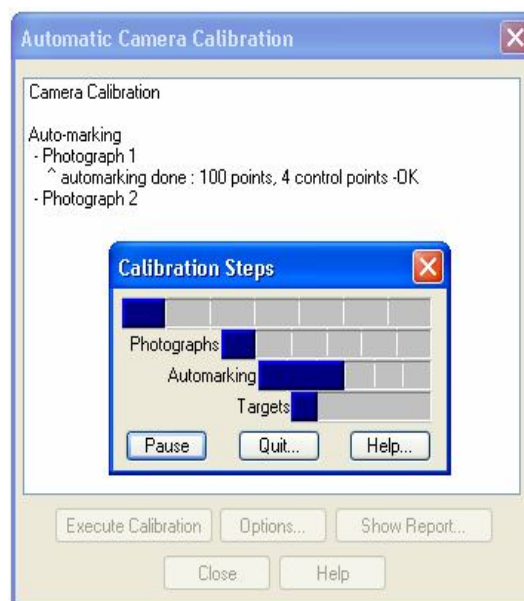 Automatic Camera Calibration
Camera Calibration
Auto-marking
- Photograph 1
^ automarking done : 100 points, 4 control points -OK
- Photograph 2
Calibration Steps
Photographs
Automarking
Targets
Pause Quit... Help...
Execute Calibration Options... Show Report...
Close Help